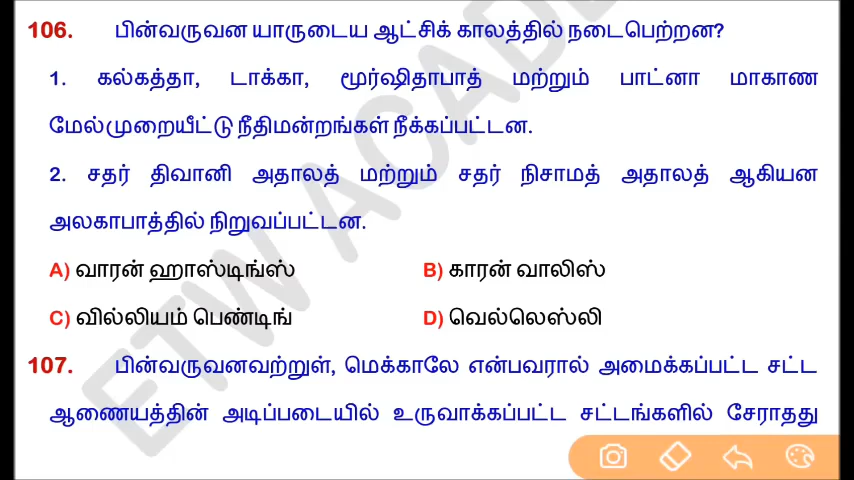 106. பின்வருவன யாருடைய ஆட்சிக் காலத்தில் நடைபெற்றன?
1. கல்கத்தா, டாக்கா, மூர்ஷிதாபாத் மற்றும் பாட்னா மாகாண
மேல்முறையீட்டு நீதிமன்றங்கள் நீக்கப்பட்டன.
2. சதர் திவானி அதாலத் மற்றும் சதர் நிசாமத் அதாலத் ஆகியன
அலகாபாத்தில் நிறுவப்பட்டன.
A) வாரன் ஹாஸ்டிங்ஸ் B) காரன் வாலிஸ்
C) வில்லியம் பெண்டிங் D) வெல்லெஸ்லி
107. பின்வருவனவற்றுள், மெக்காலே என்பவரால் அமைக்கப்பட்ட சட்ட
ஆணையத்தின் அடிப்படையில் உருவாக்கப்பட்ட சட்டங்களில் சேராதது
ETW ACADE